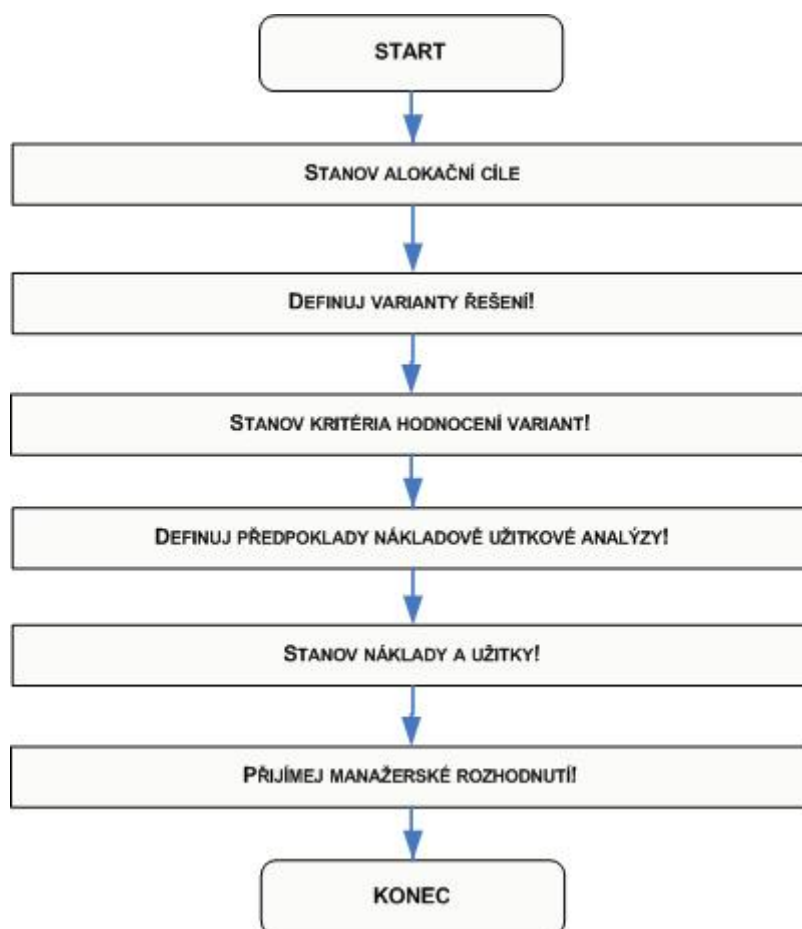 START
STANOV ALOKAČNÍ CÍLE
DEFINUJ VARIANTY ŘEŠENÍ!
STANOV KRITÉRIA HODNOCENÍ VARIANT!
DEFINUJ PŘEDPOKLADY NÁKLADOVĚ UŽITKOVÉ ANALÝZY!
STANOV NÁKLADY A UŽITKY!
PŘIJÍMEJ MANAŽERSKÉ ROZHODNUTÍ!
KONEC